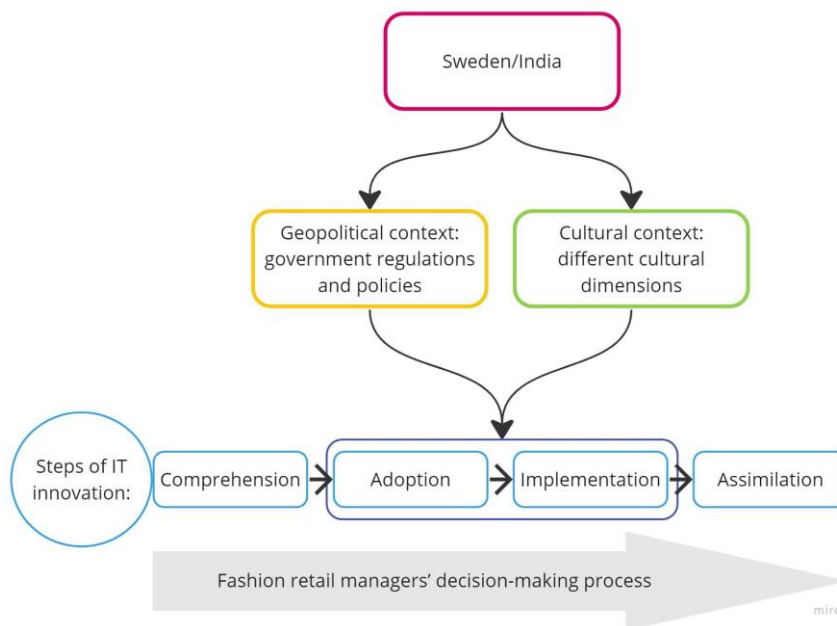 Sweden/India
Geopolitical context:
government regulations
and policies
Cultural context:
different cultural
dimensions
Steps of IT
innovation:
Comprehension
Adoption
Implementation
Assimilation
Fashion retail managers’ decision-making process